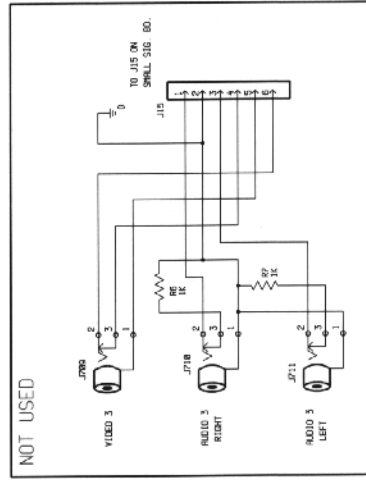 NOT USED
TO J15 ON
SMALL SIG. BD.
D
J15
1
2
3
4
5
6
J709
2
3
1
VIDEO 3
R6
1K
J710
2
3
1
AUDIO 3
RIGHT
R7
1K
J711
2
3
1
AUDIO 3
LEFT